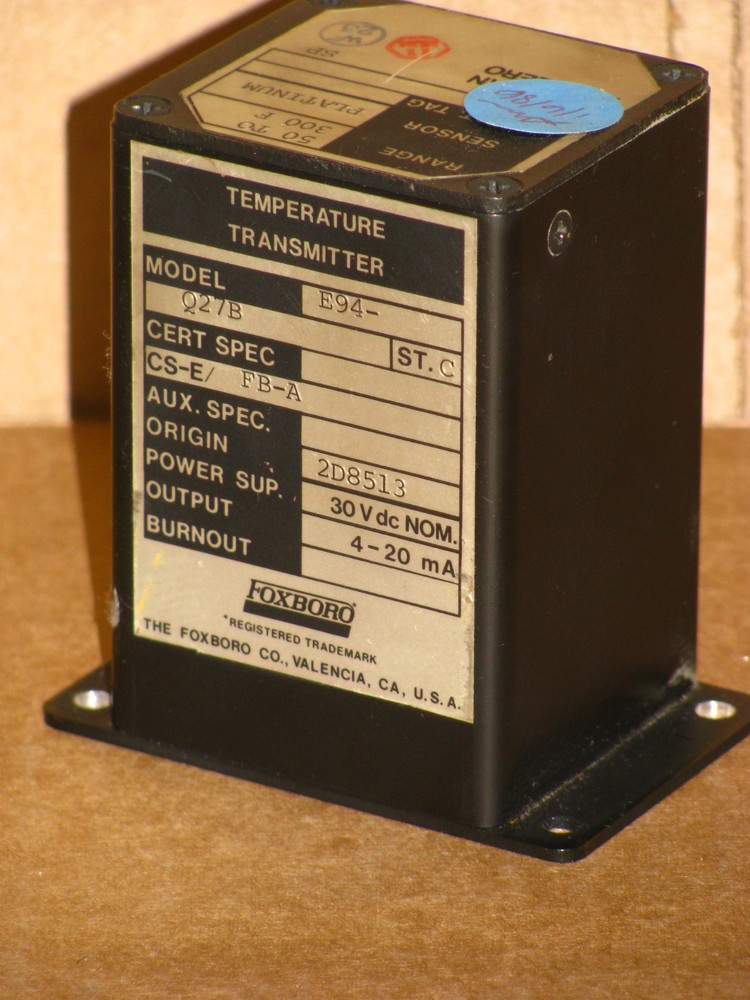 SP
PLATINUM
50 TO
300 F
ZERO
TAG
SENSOR
RANGE
TEMPERATURE
TRANSMITTER
MODEL E94-
Q27B
CERT SPEC ST. C
CS-E/ FB-A
AUX. SPEC.
ORIGIN 2D8513
POWER SUP. 30 V dc NOM.
OUTPUT 4-20 mA
BURNOUT
FOXBORO
*REGISTERED TRADEMARK
THE FOXBORO CO., VALENCIA, CA, U.S.A.